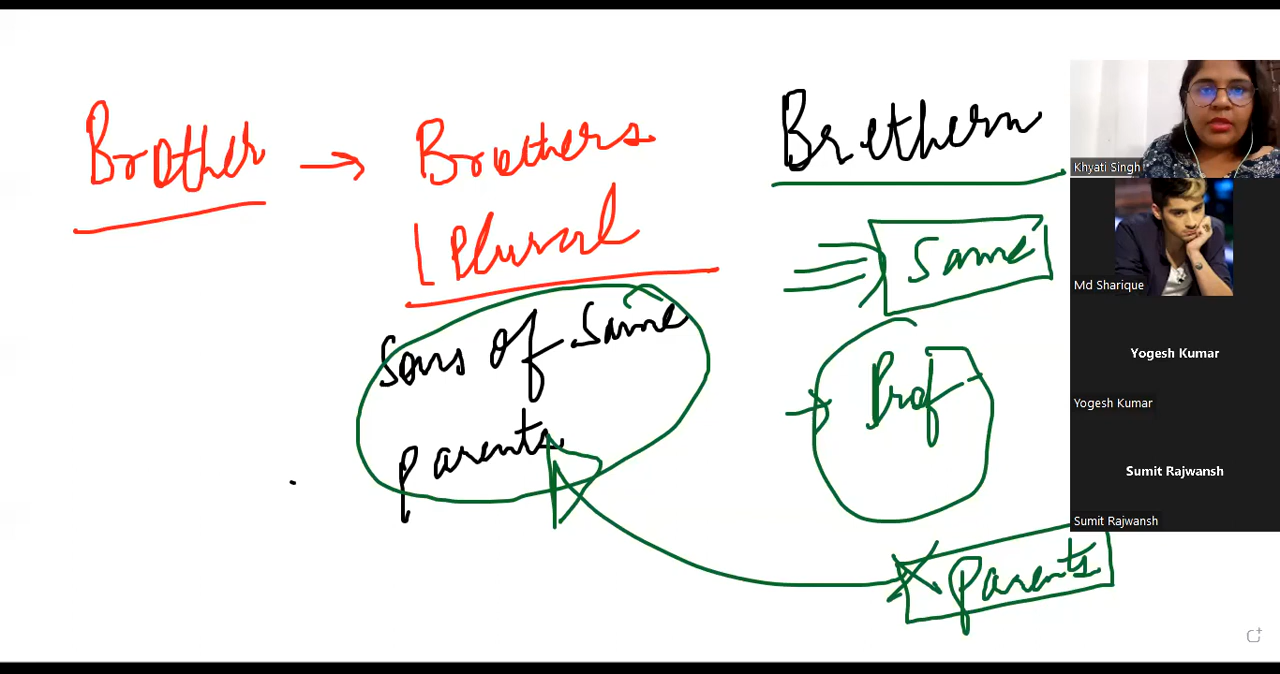 Brother → Brothers
[Plural
Sons of Same
Parents
Brethern
Same
Prof
Parents
Khyati Singh
Md Sharique
Yogesh Kumar
Yogesh Kumar
Sumit Rajwansh
Sumit Rajwansh